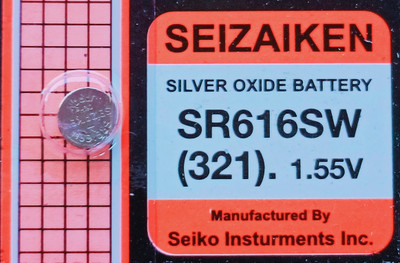 SEIZAIKEN
SILVER OXIDE BATTERY
SR616SW
(321). 1.55V
Manufactured By
Seiko Insturments Inc.